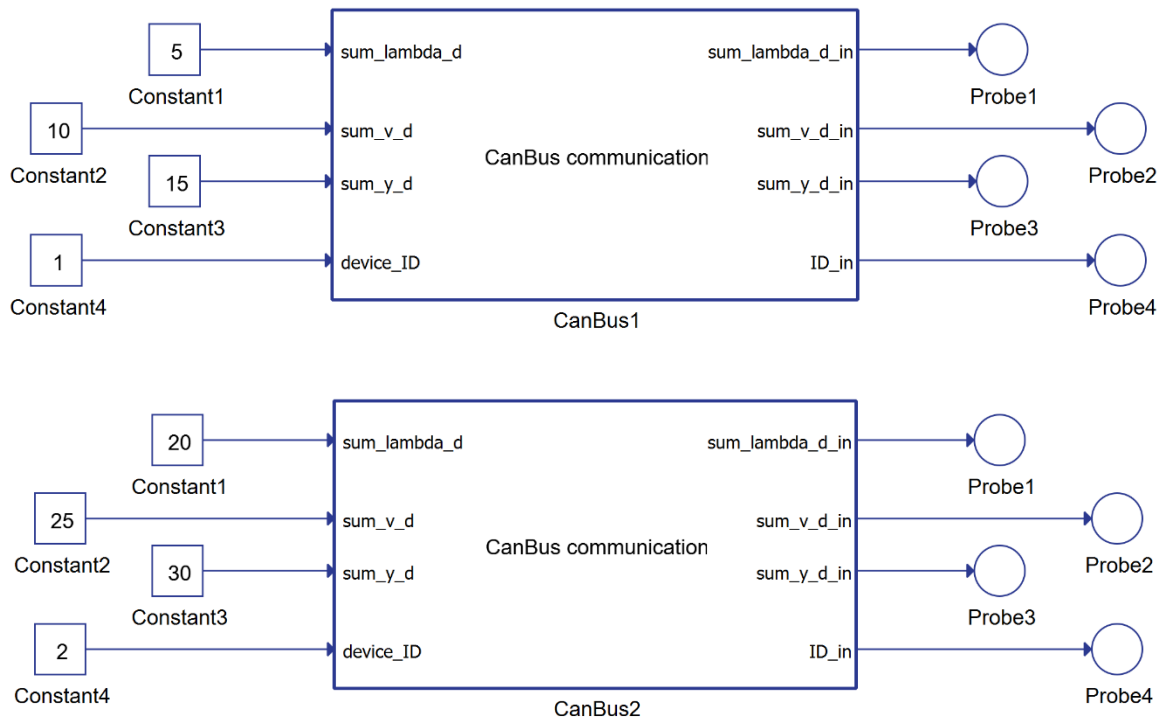 5
sum_lambda_d
sum_lambda_d_in
Constant1
Probe1
10
sum_v_d
sum_v_d_in
CanBus communication
Constant2
15
sum_y_d
sum_y_d_in
Probe2
Constant3
Probe3
1
device_ID
ID_in
Constant4
Probe4
CanBus1
20
sum_lambda_d
sum_lambda_d_in
Constant1
Probe1
25
sum_v_d
sum_v_d_in
CanBus communication
Constant2
30
sum_y_d
sum_y_d_in
Probe2
Constant3
Probe3
2
device_ID
ID_in
Constant4
Probe4
CanBus2